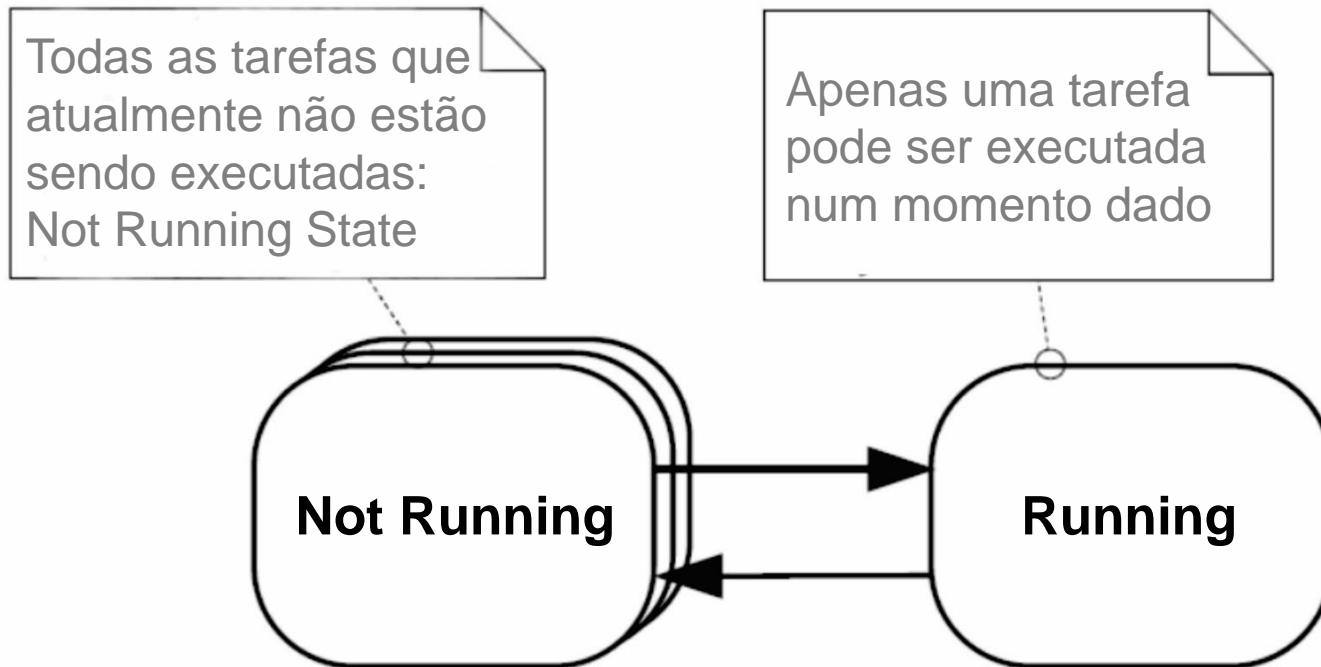 Todas as tarefas que
atualmente não estão
sendo executadas:
Not Running State
Apenas uma tarefa
pode ser executada
num momento dado
Not Running
Running